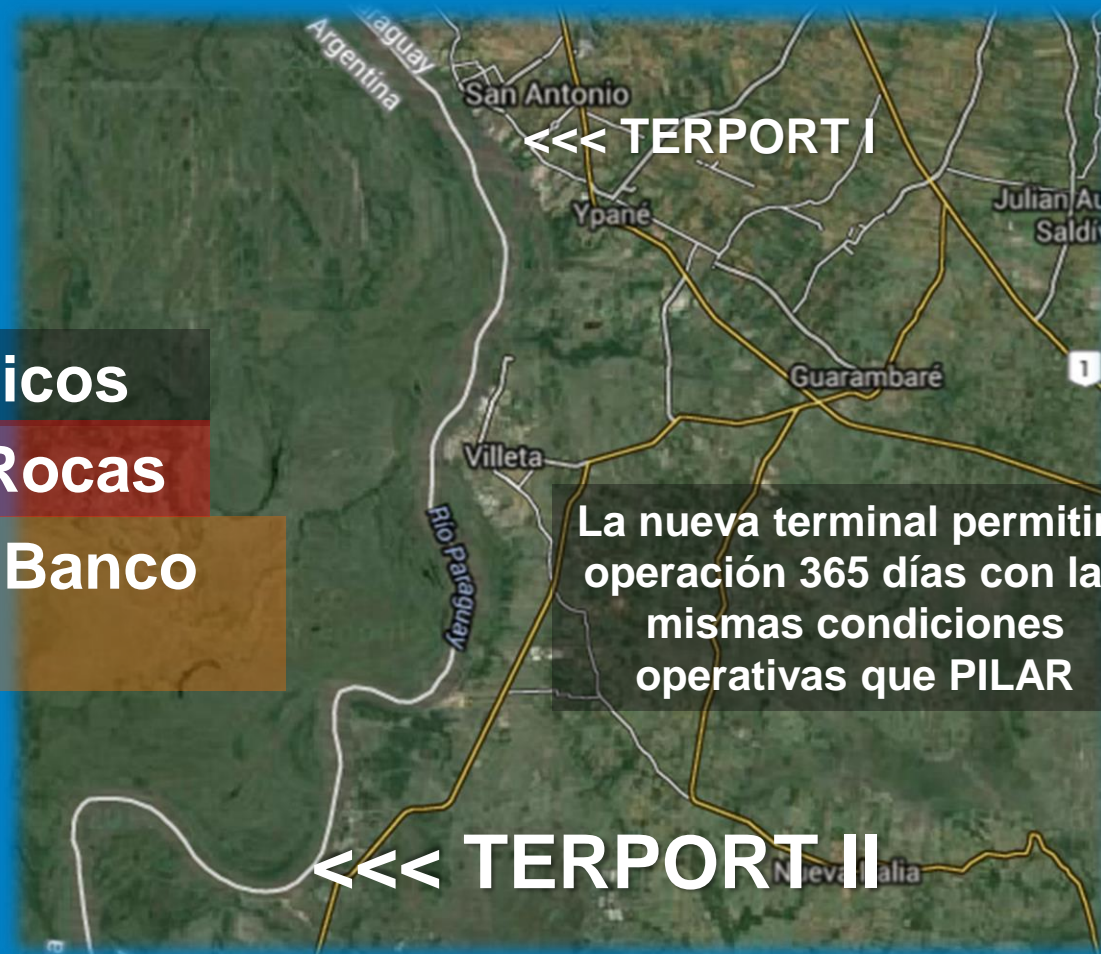 Paraguay
Argentina
San Antonio
<<< TERPORT I
Ypané
Julian Au
Saldí
icos
Guarambaré
1
Rocas
Villeta
Banco
Río Paraguay
La nueva terminal permitir
operación 365 días con la
mismas condiciones
operativas que PILAR
<<< TERPORT II
Nueva Italia